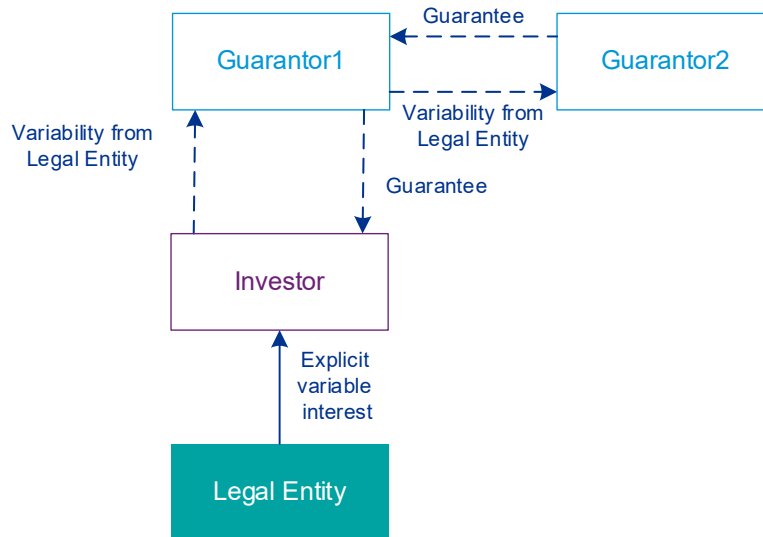 Guarantee
Guarantor1
Guarantor2
Variability from
Legal Entity
Variability from
Legal Entity
Guarantee
Investor
Explicit
variable
interest
Legal Entity